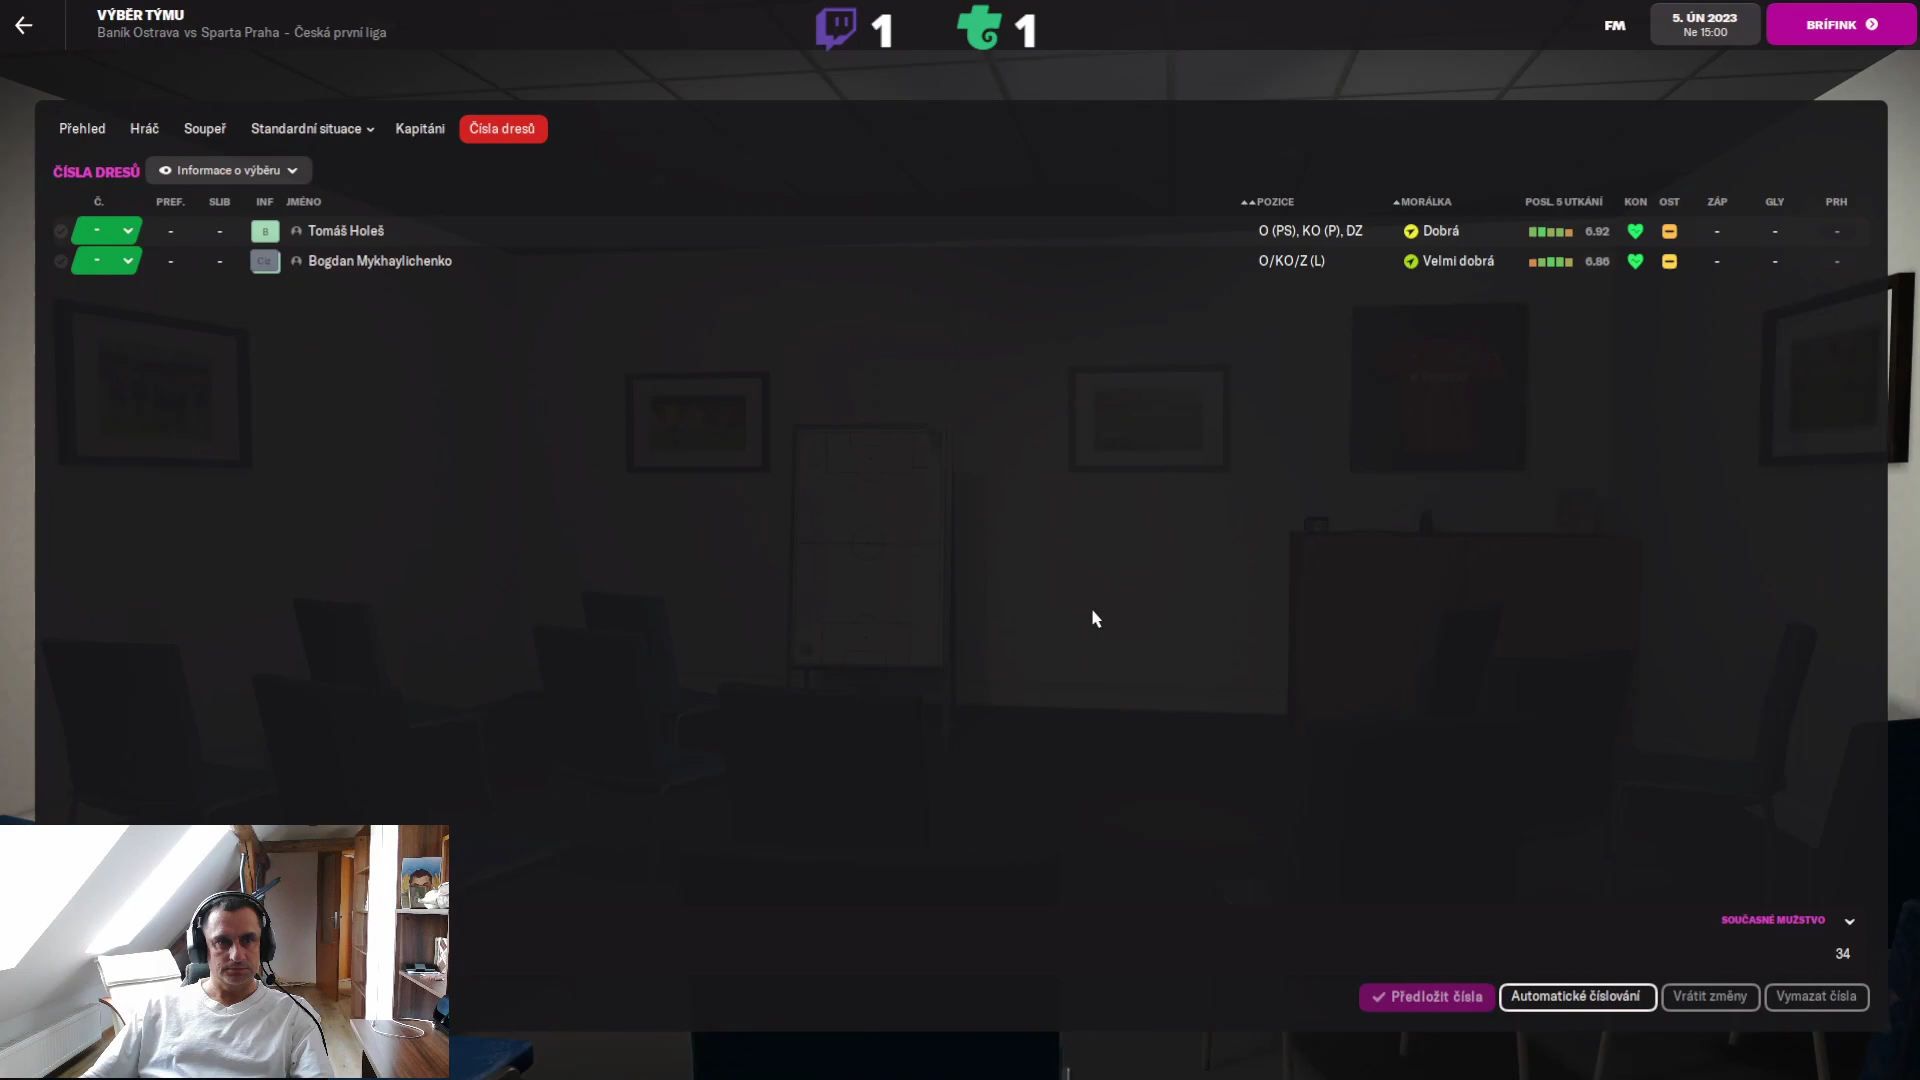 VÝBĚR TÝMU
Baník Ostrava vs Sparta Praha - Česká první liga
1
1
FM
5. ÚN 2023
Ne 15:00
BRÍFINK
Přehled
Hráč
Soupeř
Standardní situace
Kapitáni
Čísla dresů
ČÍSLA DRESŮ
Informace o výběru
Č. PREF. SLIB INF JMÉNO POZICE MORÁLKA POSL. 5 UTKÁNÍ KON OST ZÁP GLY PRH
- - - B Tomáš Holeš O (PS), KO (P), DZ Dobrá 6.92 - - -
- - - Ciz Bogdan Mykhaylichenko O/KO/Z (L) Velmi dobrá 6.86 - - -
SOUČASNÉ MUŽSTVO
34
Předložit čísla
Automatické číslování
Vrátit změny
Vymazat čísla